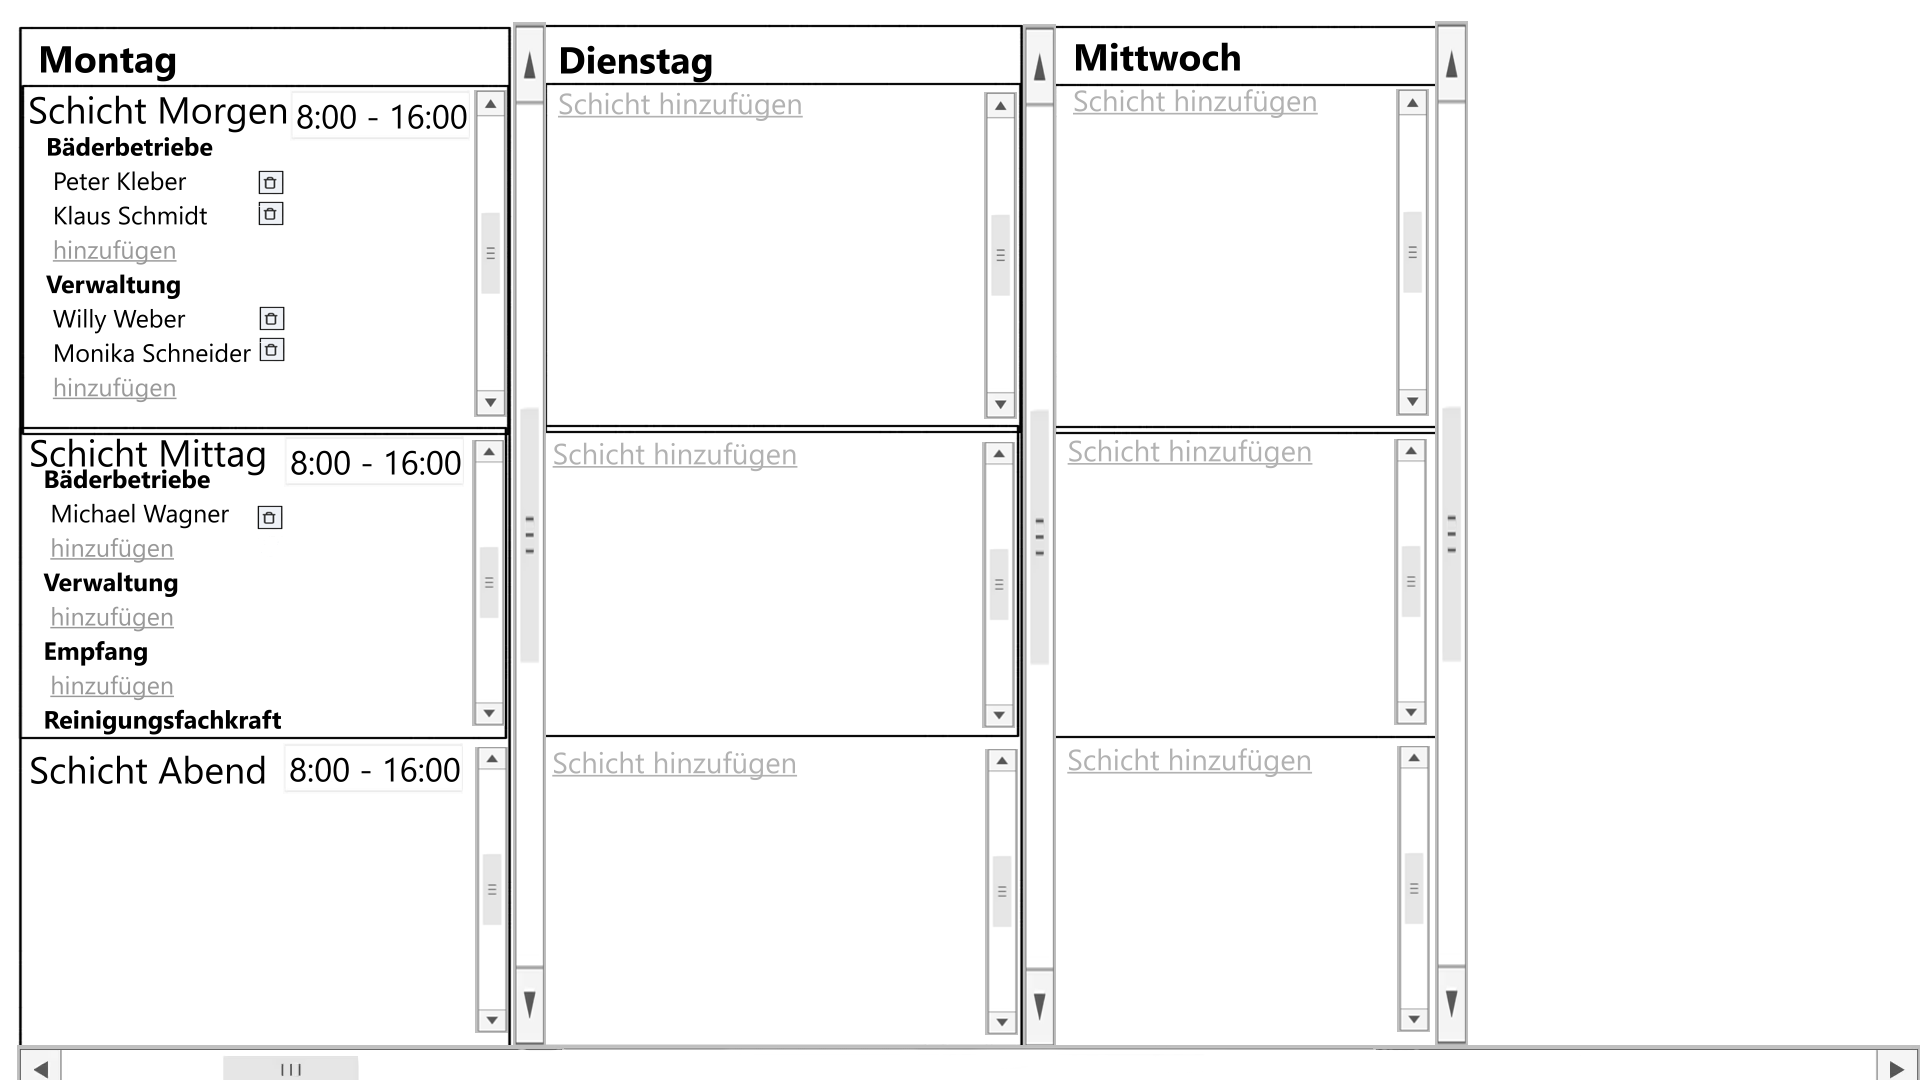 Montag
Schicht Morgen 8:00 - 16:00
Bäderbetriebe
Peter Kleber
Klaus Schmidt
hinzufügen
Verwaltung
Willy Weber
Monika Schneider
hinzufügen
Schicht Mittag 8:00 - 16:00
Bäderbetriebe
Michael Wagner
hinzufügen
Verwaltung
hinzufügen
Empfang
hinzufügen
Reinigungsfachkraft
Schicht Abend 8:00 - 16:00
Dienstag
Schicht hinzufügen
Schicht hinzufügen
Schicht hinzufügen
Mittwoch
Schicht hinzufügen
Schicht hinzufügen
Schicht hinzufügen